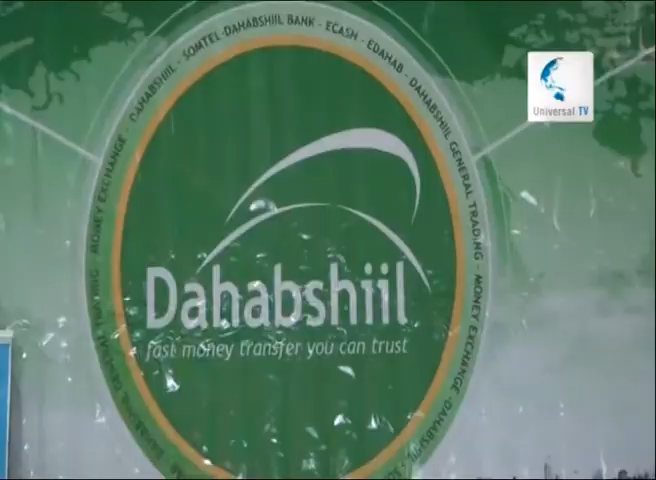 MONEY EXCHANGE - DAHABSHIIL - SOMTEL - DAHABSHIIL BANK - ECASH - EDAHAB - DAHABSHIIL GENERAL TRADING - MONEY EXCHANGE - DAHABSHIIL
Universal TV
Dahabshiil
fast money transfer you can trust